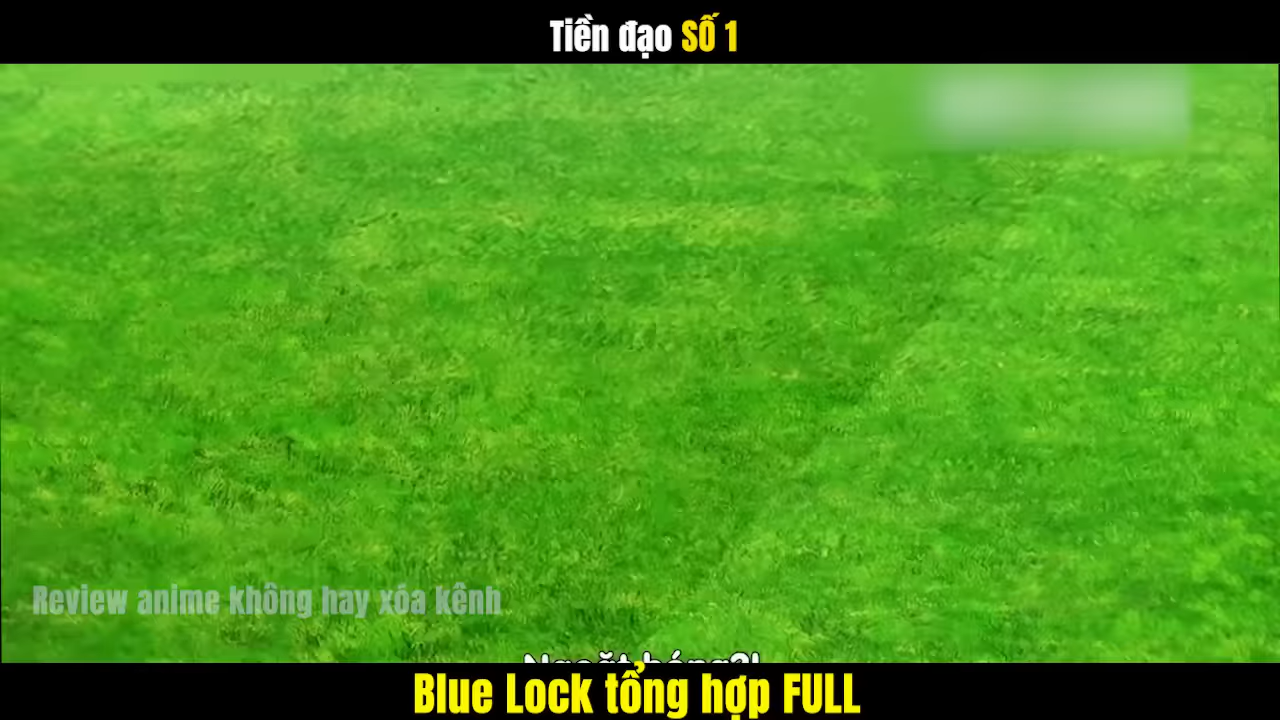 Tiền đạo Số 1
Review anime không hay xóa kênh
Blue Lock tổng hợp FULL